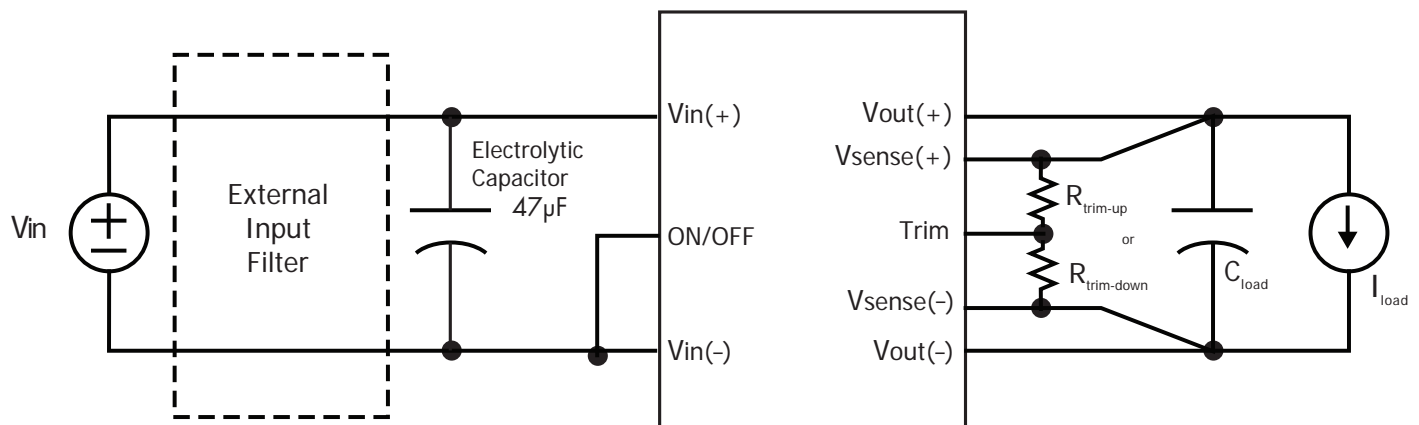 Vin
External
Input
Filter
Electrolytic
Capacitor
47µF
Vin(+)
ON/OFF
Vin(–)
Vout(+)
Vsense(+)
Trim
Vsense(–)
Vout(–)
Rtrim-up
or
Rtrim-down
Cload
Iload